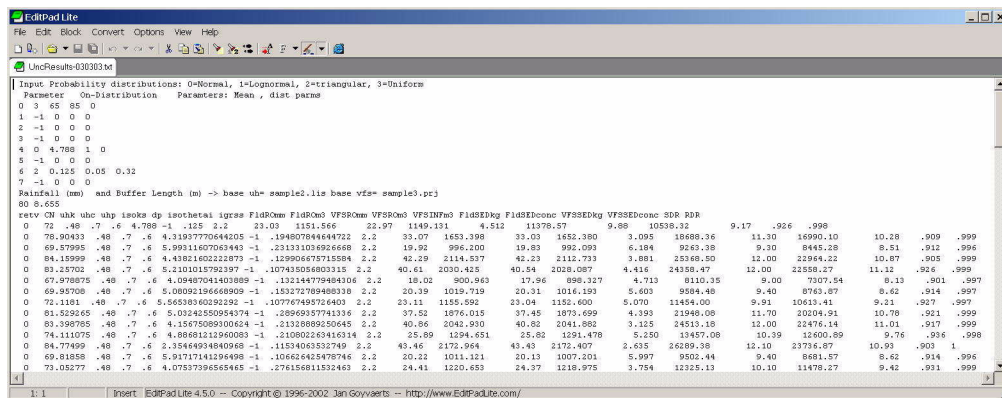 EditPad Lite
File Edit Block Convert Options View Help
UncResults-030303.txt
Input Probability distributions: 0=Normal, 1=Lognormal, 2=triangular, 3=Uniform
Parmeter On-Distribution Paramters: Mean , dist parms
0 3 65 85 0
1 -1 0 0 0
2 -1 0 0 0
3 -1 0 0 0
4 0 4.788 1 0
5 -1 0 0 0
6 2 0.125 0.05 0.32
7 -1 0 0 0
Rainfall (mm) and Buffer Length (m) -> base uh= sample2.lis base vfs= sample3.prj
80 8.655
retv CN uhk uhc uhp isoks dp isothetai igrss FldROmm FldROm3 VFSROmm VFSROm3 VFSINFm3 FldSEDkg FldSEDconc VFSSEDkg VFSSEDconc SDR RDR
0 72 .48 .7 .6 4.788 -1 .125 2.2 23.03 1151.536 22.97 1149.131 4.512 11378.57 9.88 10538.32 9.17 .926 .998
0 78.90433 .48 .7 .6 4.31937770644205 -1 .194807844644722 2.2 33.07 1653.398 33.03 1652.380 3.095 18688.36 11.30 16990.10 10.28 .909 .999
0 69.57995 .48 .7 .6 5.99311607063443 -1 .231331036926668 2.2 19.92 996.200 19.83 992.093 6.184 9263.38 9.30 8445.28 8.51 .912 .996
0 84.15999 .48 .7 .6 4.43821602222873 -1 .129906675715584 2.2 42.29 2114.537 42.23 2112.733 3.881 25368.50 12.00 22964.22 10.87 .905 .999
0 83.25702 .48 .7 .6 5.2101015792397 -1 .107435056803315 2.2 40.61 2030.425 40.54 2028.087 4.416 24358.47 12.00 22558.27 11.12 .926 .999
0 67.978875 .48 .7 .6 4.09487041403889 -1 .132144779484306 2.2 18.02 900.963 17.96 898.327 4.713 8110.35 9.00 7307.54 8.13 .901 .997
0 69.95708 .48 .7 .6 5.08092196668909 -1 .153272789488338 2.2 20.39 1019.719 20.31 1016.193 5.603 9584.48 9.40 8763.87 8.62 .914 .997
0 72.1181 .48 .7 .6 5.56538360292292 -1 .107767495726403 2.2 23.11 1155.592 23.04 1152.600 5.070 11454.00 9.91 10613.41 9.21 .927 .997
0 81.529265 .48 .7 .6 5.03242550954374 -1 .28969357741336 2.2 37.52 1876.015 37.45 1873.699 4.393 21948.08 11.70 20204.91 10.78 .921 .999
0 83.398785 .48 .7 .6 4.15675089300624 -1 .21328889250645 2.2 40.86 2042.930 40.82 2041.882 3.125 24513.18 12.00 22476.14 11.01 .917 .999
0 74.111075 .48 .7 .6 4.88681212960083 -1 .210802263416314 2.2 25.89 1294.651 25.82 1291.478 5.250 13457.08 10.39 12600.89 9.76 .936 .998
0 84.77499 .48 .7 .6 2.35464934840968 -1 .11534063532749 2.2 43.46 2172.964 43.43 2172.407 2.635 26289.38 12.10 23736.87 10.93 .903 1
0 69.81858 .48 .7 .6 5.91717141296498 -1 .106626425478746 2.2 20.22 1011.121 20.13 1007.201 5.997 9502.44 9.40 8681.57 8.62 .914 .996
0 73.05277 .48 .7 .6 4.07537396565465 -1 .276156811532463 2.2 24.41 1220.653 24.37 1218.975 3.754 12325.13 10.10 11478.27 9.42 .931 .999
1: 1 Insert EditPad Lite 4.5.0 -- Copyright © 1996-2002 Jan Goyvaerts -- http://www.EditPadLite.com/